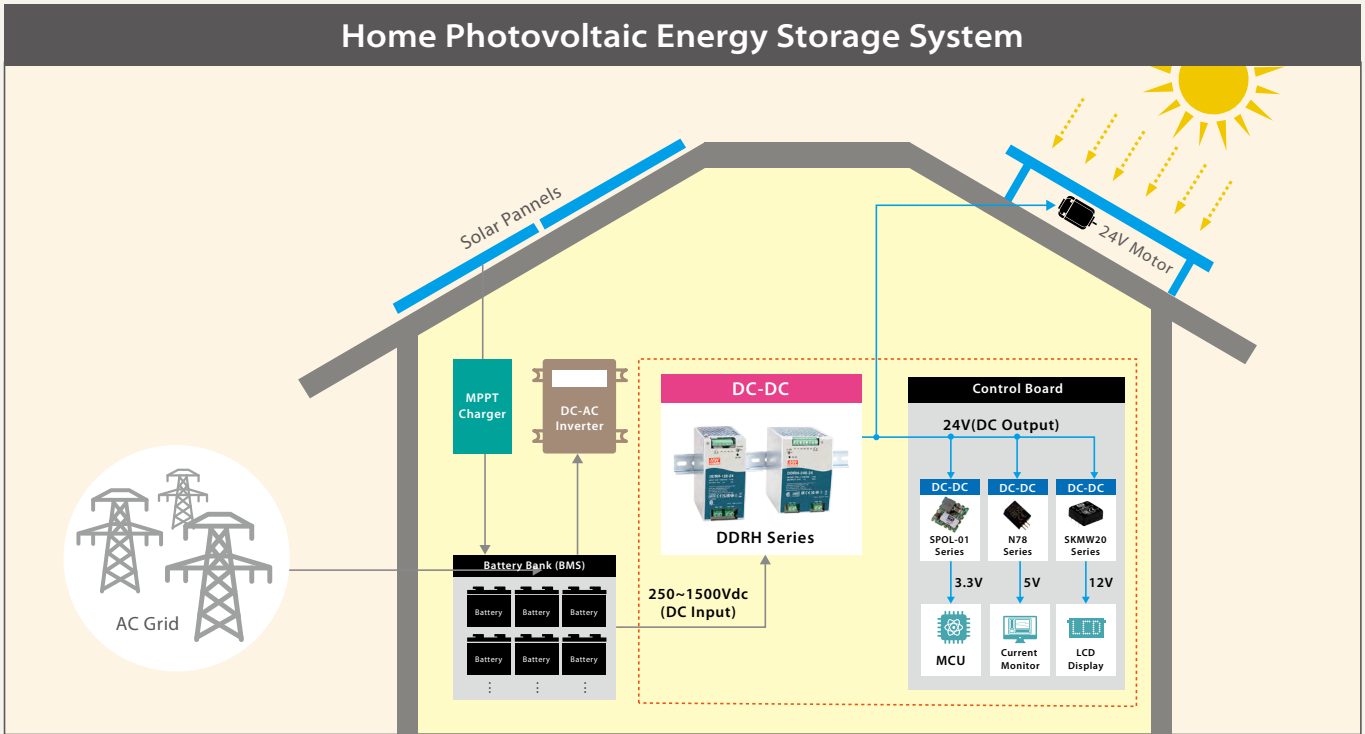 Home Photovoltaic Energy Storage System
Solar Pannels
24V Motor
MPPT
Charger
DC-AC
Inverter
DC-DC
DDRH Series
Control Board
24V(DC Output)
DC-DC
SPOL-01
Series
DC-DC
N78
Series
DC-DC
SKMW20
Series
3.3V
5V
12V
MCU
Current
Monitor
LCD
LCD
Display
AC Grid
Battery Bank (BMS)
Battery
Battery
Battery
Battery
Battery
Battery
250~1500Vdc
(DC Input)